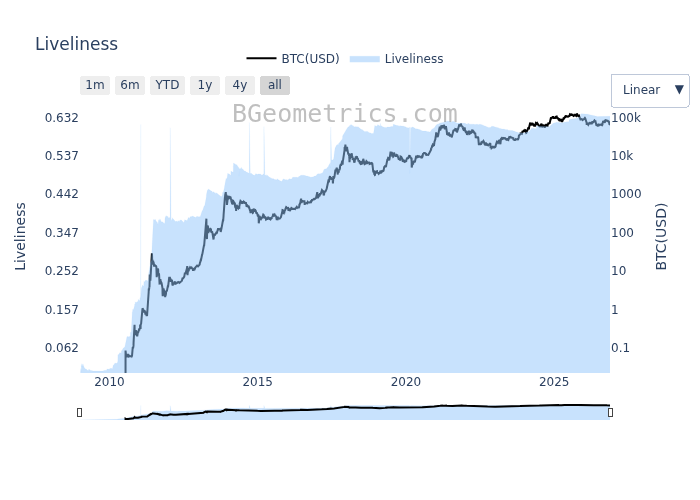 Liveliness
BTC(USD) Liveliness
1m 6m YTD 1y 4y all
Linear ▼
BGeometrics.com
0.632
0.537
0.442
0.347
0.252
0.157
0.062
Liveliness
100k
10k
1000
100
10
1
0.1
BTC(USD)
2010 2015 2020 2025